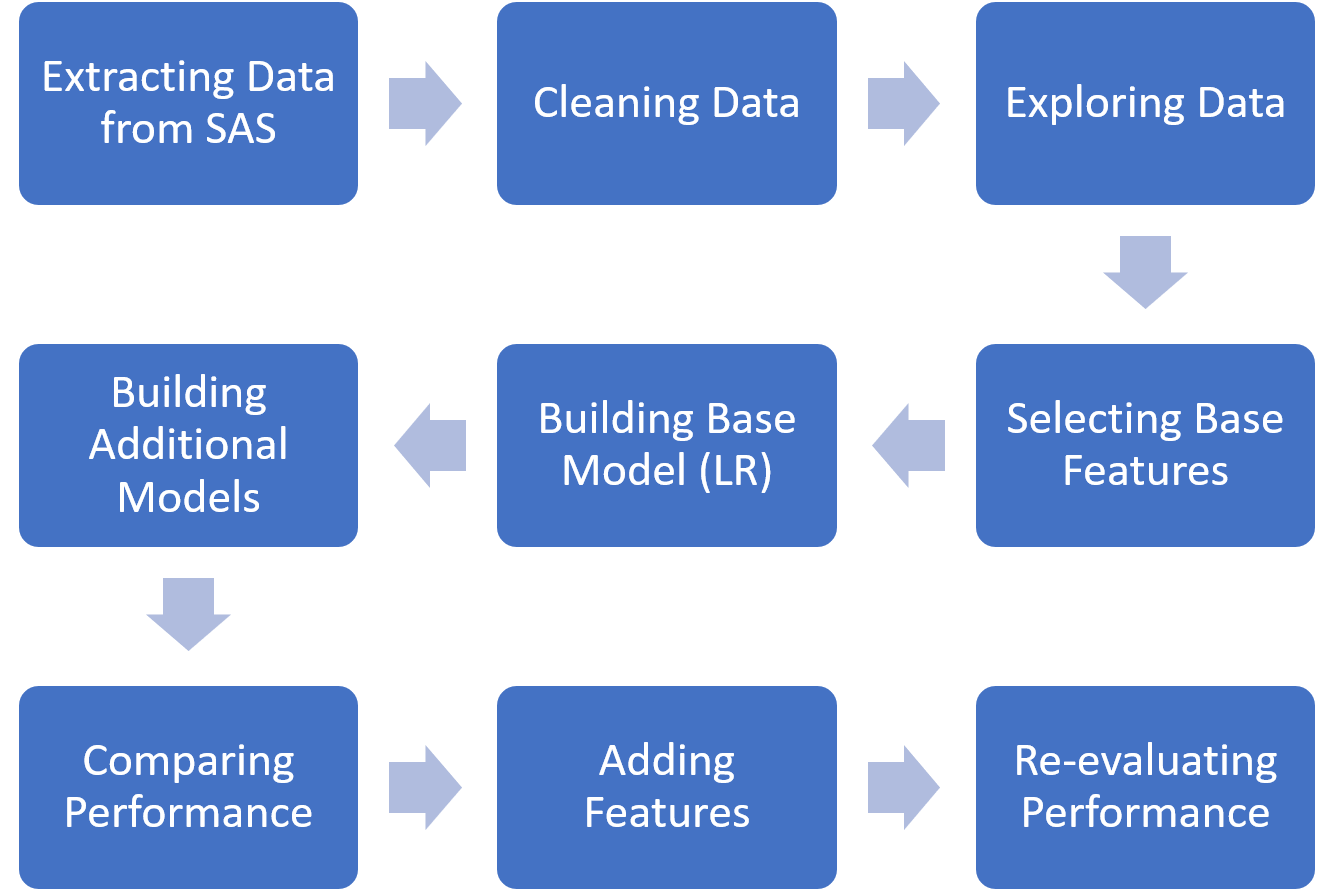 Extracting Data
from SAS
Cleaning Data
Exploring Data
Selecting Base
Features
Building Base
Model (LR)
Building
Additional
Models
Comparing
Performance
Adding
Features
Re-evaluating
Performance